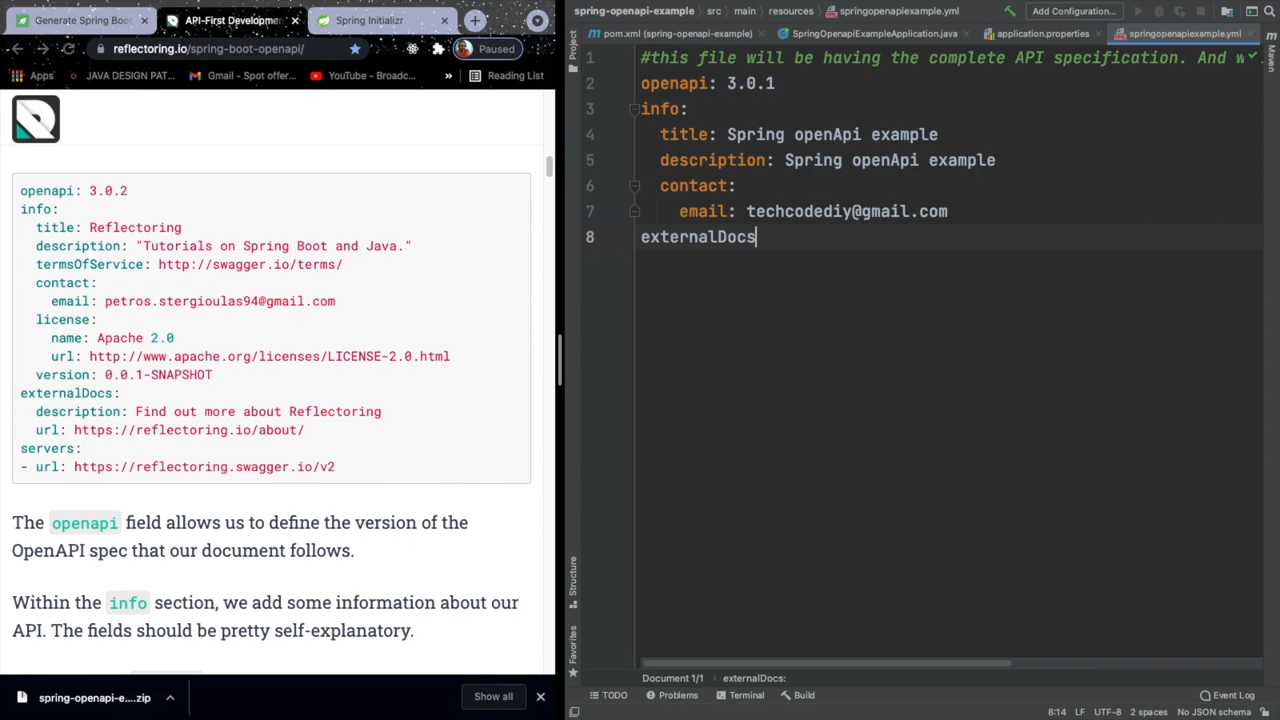 Generate Spring Boot
API-First Developmen
Spring Initializr
reflectoring.io/spring-boot-openapi/
Paused
Apps
JAVA DESIGN PAT...
Gmail - Spot offer...
YouTube - Broadc...
»
Reading List
openapi: 3.0.2
info:
title: Reflectoring
description: "Tutorials on Spring Boot and Java."
termsOfService: http://swagger.io/terms/
contact:
email: petros.stergioulas94@gmail.com
license:
name: Apache 2.0
url: http://www.apache.org/licenses/LICENSE-2.0.html
version: 0.0.1-SNAPSHOT
externalDocs:
description: Find out more about Reflectoring
url: https://reflectoring.io/about/
servers:
- url: https://reflectoring.swagger.io/v2
The openapi field allows us to define the version of the
OpenAPI spec that our document follows.
Within the info section, we add some information about our
API. The fields should be pretty self-explanatory.
spring-openapi-e....zip
Show all
spring-openapi-example › src › main › resources › springopenapiexample.yml
Add Configuration...
pom.xml (spring-openapi-example)
SpringOpenapiExampleApplication.java
application.properties
springopenapiexample.yml
Project
Maven
1 #this file will be having the complete API specification. And w
2 openapi: 3.0.1
3 info:
4 title: Spring openApi example
5 description: Spring openApi example
6 contact:
7 email: techcodediy@gmail.com
8 externalDocs
Structure
Favorites
Document 1/1 › externalDocs:
TODO
Problems
Terminal
Build
Event Log
8:14 LF UTF-8 2 spaces No JSON schema